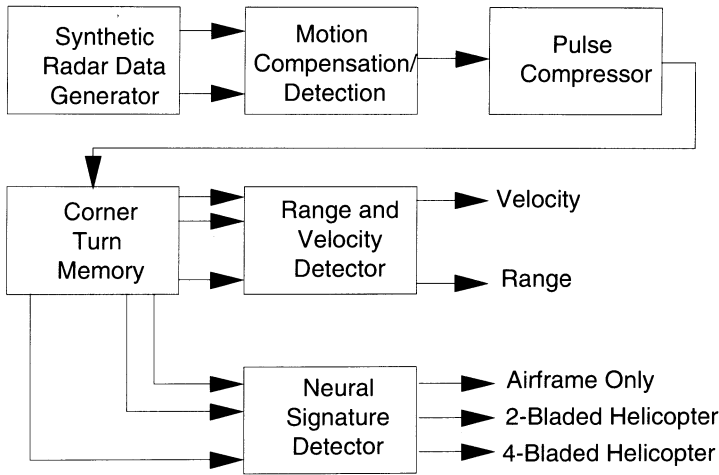 Synthetic
Radar Data
Generator
Motion
Compensation/
Detection
Pulse
Compressor
Corner
Turn
Memory
Range and
Velocity
Detector
Velocity
Range
Neural
Signature
Detector
Airframe Only
2-Bladed Helicopter
4-Bladed Helicopter